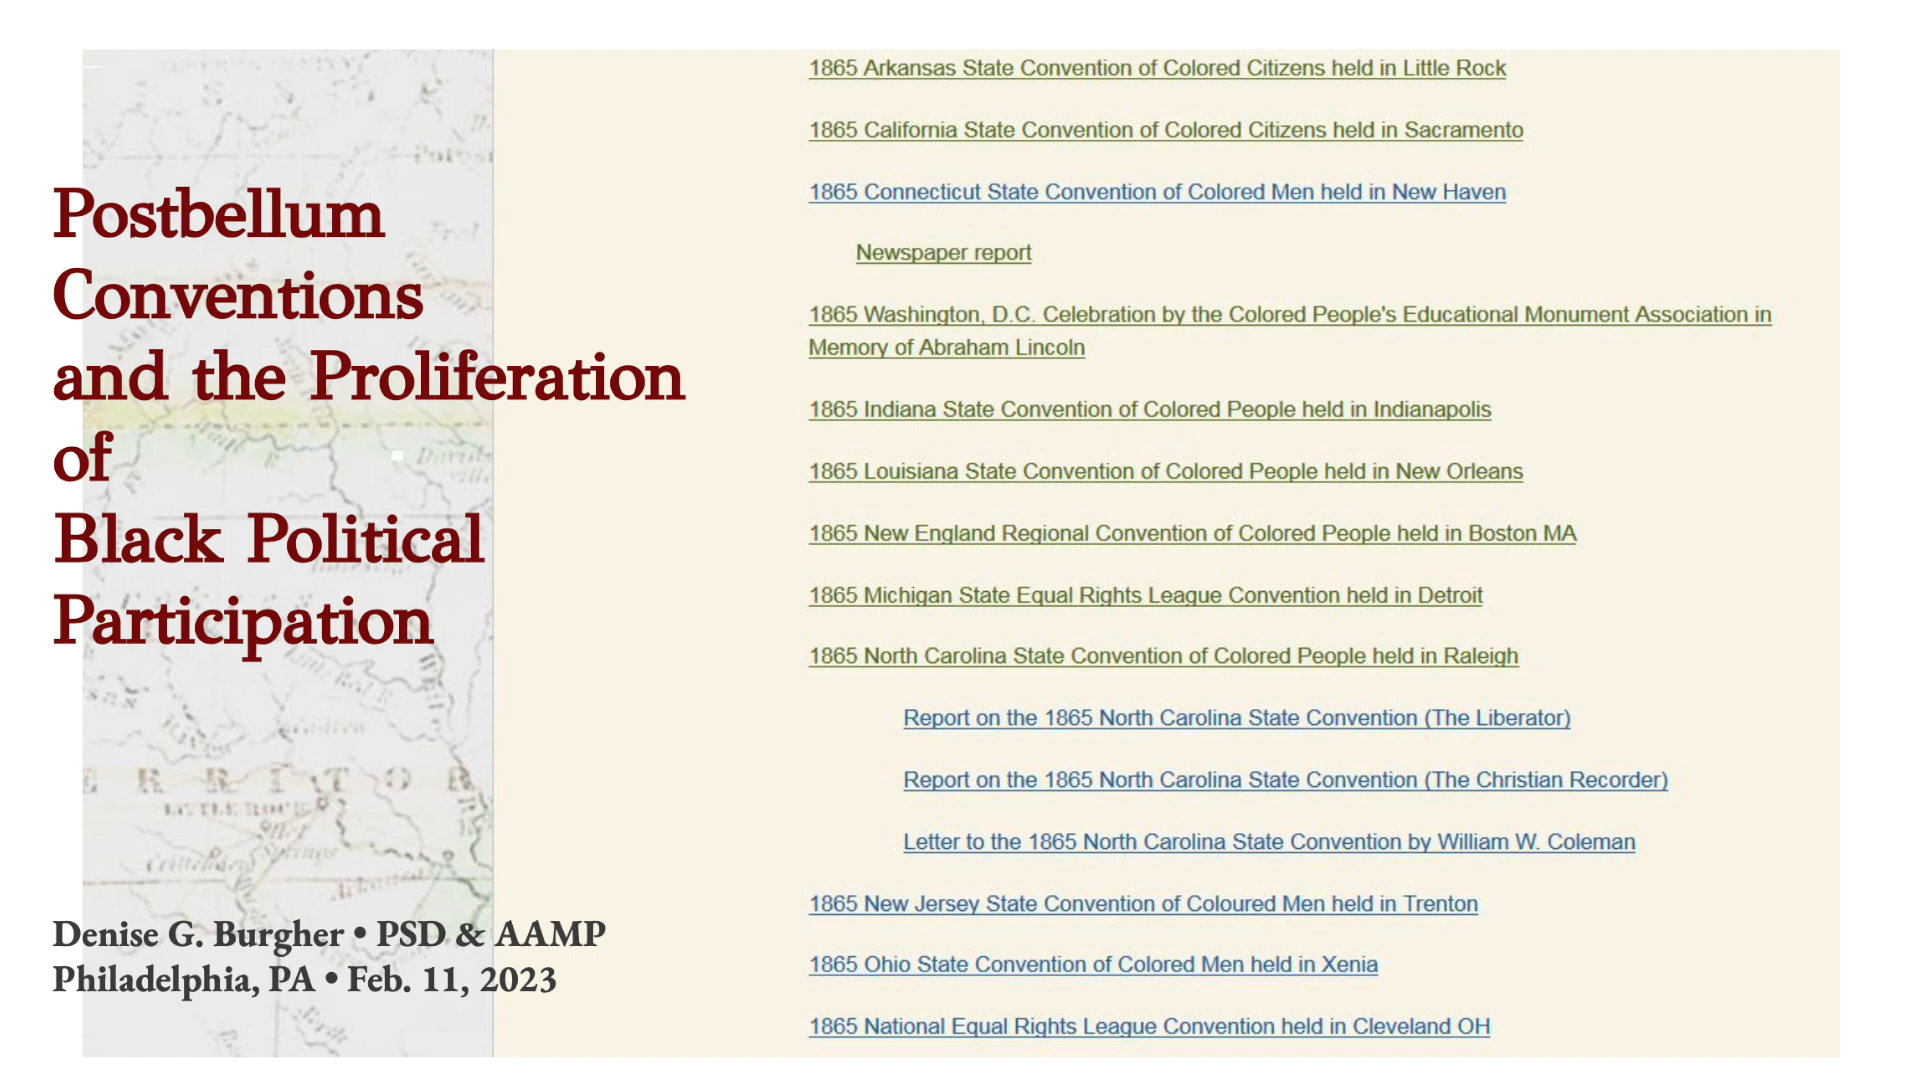 Postbellum
Conventions
and the Proliferation
of
Black Political
Participation
Denise G. Burgher • PSD & AAMP
Philadelphia, PA • Feb. 11, 2023
1865 Arkansas State Convention of Colored Citizens held in Little Rock
1865 California State Convention of Colored Citizens held in Sacramento
1865 Connecticut State Convention of Colored Men held in New Haven
Newspaper report
1865 Washington, D.C. Celebration by the Colored People's Educational Monument Association in
Memory of Abraham Lincoln
1865 Indiana State Convention of Colored People held in Indianapolis
1865 Louisiana State Convention of Colored People held in New Orleans
1865 New England Regional Convention of Colored People held in Boston MA
1865 Michigan State Equal Rights League Convention held in Detroit
1865 North Carolina State Convention of Colored People held in Raleigh
Report on the 1865 North Carolina State Convention (The Liberator)
Report on the 1865 North Carolina State Convention (The Christian Recorder)
Letter to the 1865 North Carolina State Convention by William W. Coleman
1865 New Jersey State Convention of Coloured Men held in Trenton
1865 Ohio State Convention of Colored Men held in Xenia
1865 National Equal Rights League Convention held in Cleveland OH
LITTLE ROCK